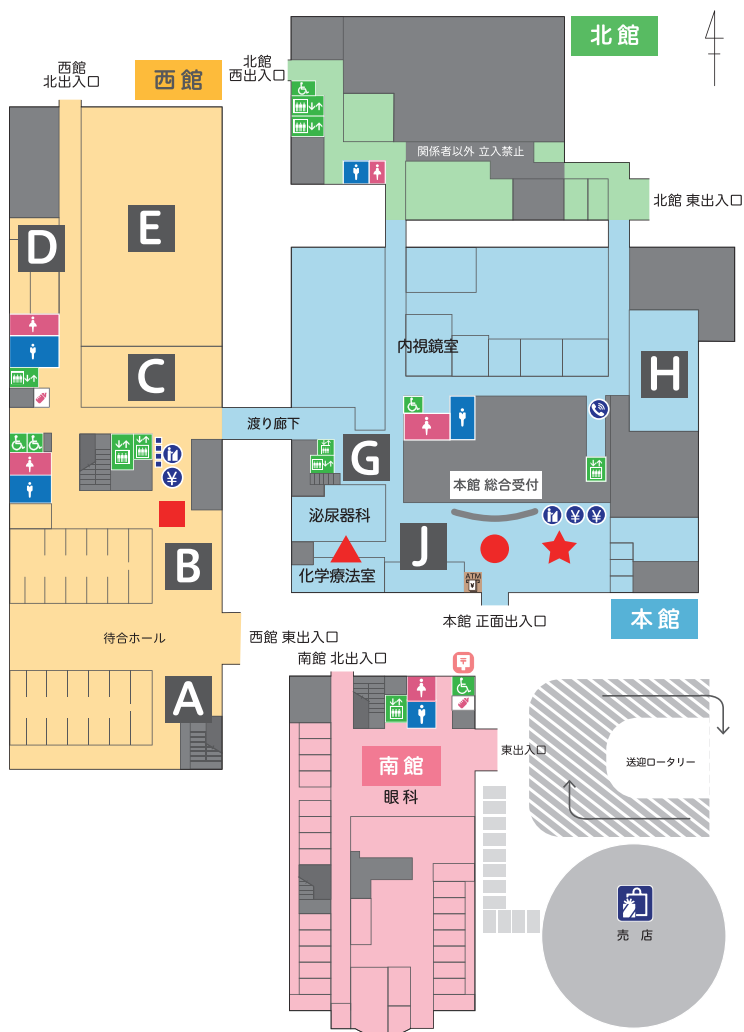 北館
北館
西出入口
西館
北出入口
西館
関係者以外 立入禁止
北館 東出入口
E
D
内視鏡室
H
C
渡り廊下
G
¥
本館 総合受付
泌尿器科
¥ ¥
J
B
化学療法室
ATM
¥
本館
本館 正面出入口
待合ホール
西館 東出入口
南館 北出入口
〒
A
南館
東出入口
送迎ロータリー
眼科
売 店